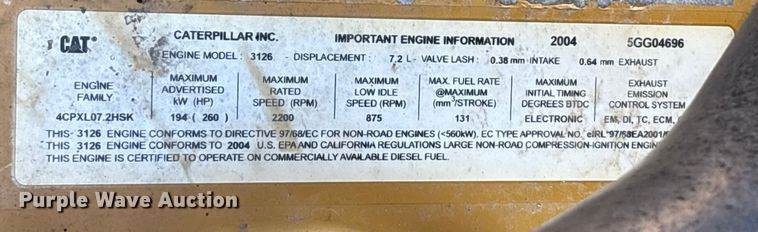 CAT CATERPILLAR INC. IMPORTANT ENGINE INFORMATION 2004 5GG04696
ENGINE MODEL: 3126 - DISPLACEMENT: 7.2 L - VALVE LASH: 0.38 mm INTAKE 0.64 mm EXHAUST
ENGINE FAMILY MAXIMUM ADVERTISED kW (HP) MAXIMUM RATED SPEED (RPM) MAXIMUM LOW IDLE SPEED (RPM) MAX. FUEL RATE @MAXIMUM (mm³/STROKE) MAXIMUM INITIAL TIMING DEGREES BTDC EXHAUST EMISSION CONTROL SYSTEM
4CPXL07.2HSK 194 ( 260 ) 2200 875 131 ELECTRONIC EM, DI, TC, ECM,
THIS 3126 ENGINE CONFORMS TO DIRECTIVE 97/68/EC FOR NON-ROAD ENGINES (<560kW). EC TYPE APPROVAL NO.
THIS 3126 ENGINE CONFORMS TO 2004 U.S. EPA AND CALIFORNIA REGULATIONS LARGE NON-ROAD COMPRESSION-IGNITION
THIS ENGINE IS CERTIFIED TO OPERATE ON COMMERCIALLY AVAILABLE DIESEL FUEL.
Purple Wave Auction